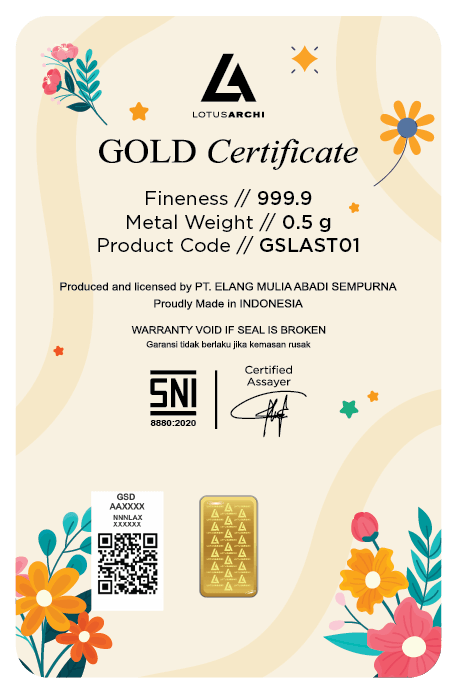 LOTUSARCHI
GOLD Certificate
Fineness // 999.9
Metal Weight // 0.5 g
Product Code // GSLAST01
Produced and licensed by PT. ELANG MULIA ABADI SEMPURNA
Proudly Made in INDONESIA
WARRANTY VOID IF SEAL IS BROKEN
Garansi tidak berlaku jika kemasan rusak
SNI
8880:2020
Certified
Assayer
GSD
AAXXXX
NNNLAX
XXXXXX